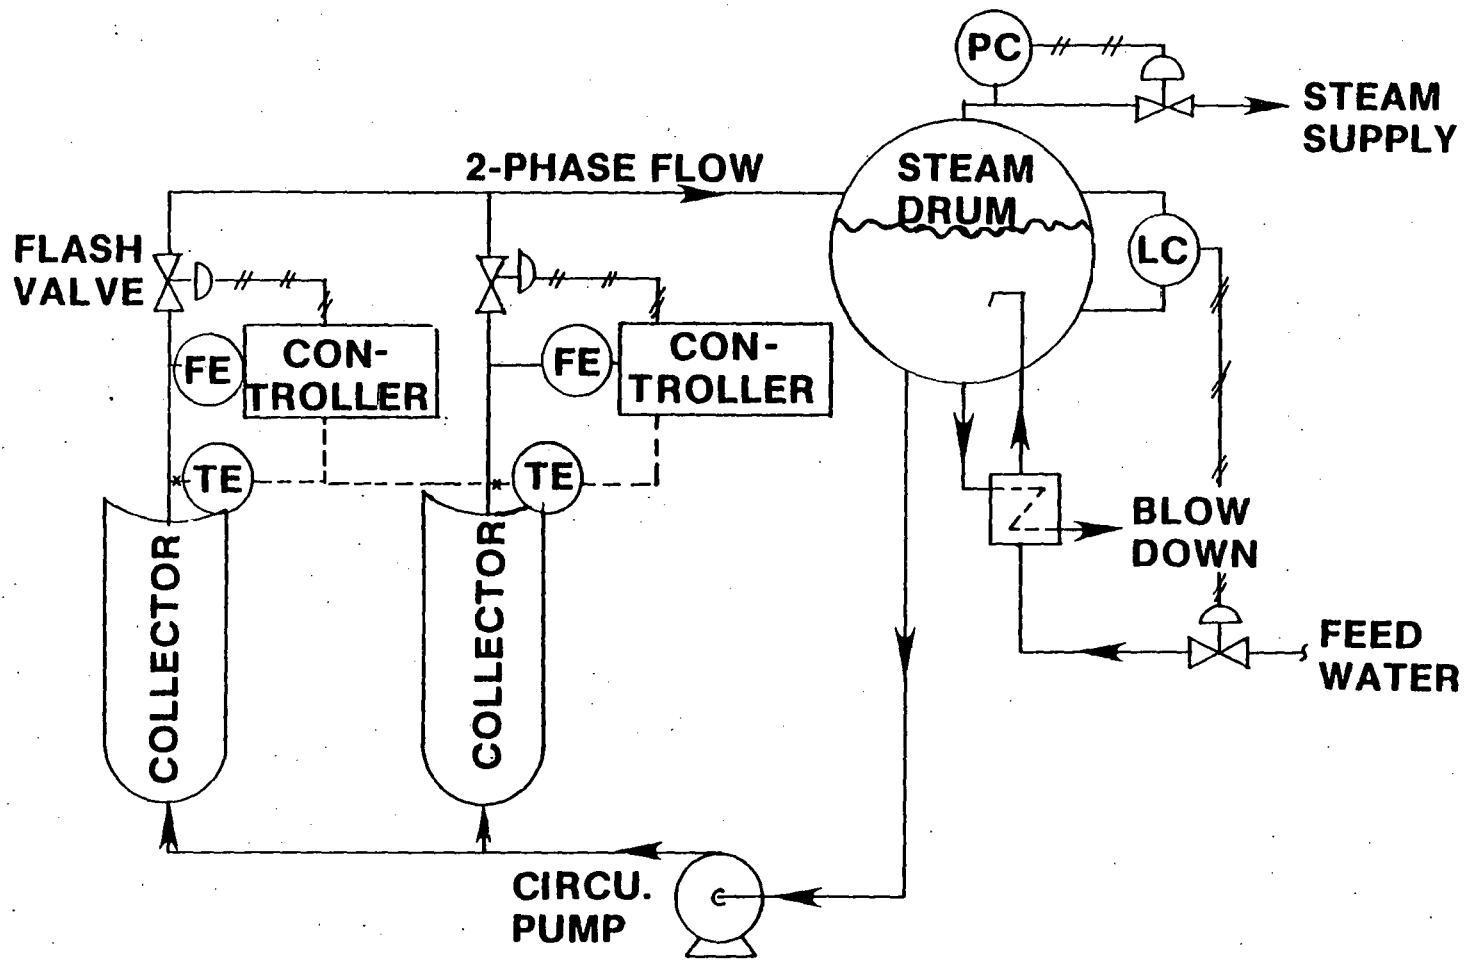 PC
STEAM
SUPPLY
2-PHASE FLOW
STEAM
DRUM
FLASH
VALVE
LC
FE
CON-
TROLLER
FE
CON-
TROLLER
TE
TE
COLLECTOR
COLLECTOR
BLOW
DOWN
FEED
WATER
CIRCU.
PUMP